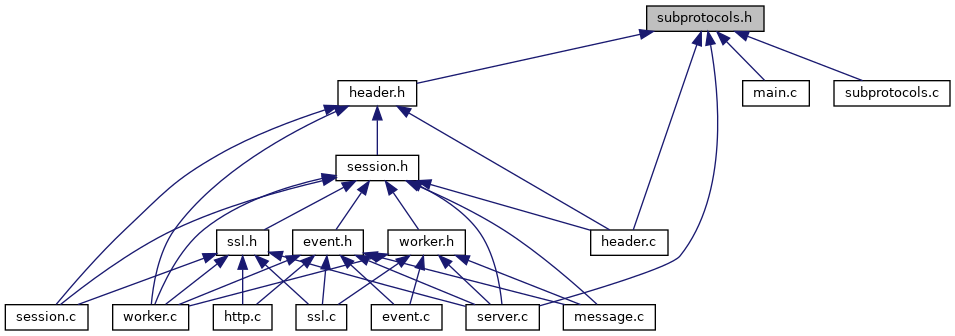 subprotocols.h
header.h
main.c
subprotocols.c
session.h
ssl.h
event.h
worker.h
header.c
session.c
worker.c
http.c
ssl.c
event.c
server.c
message.c